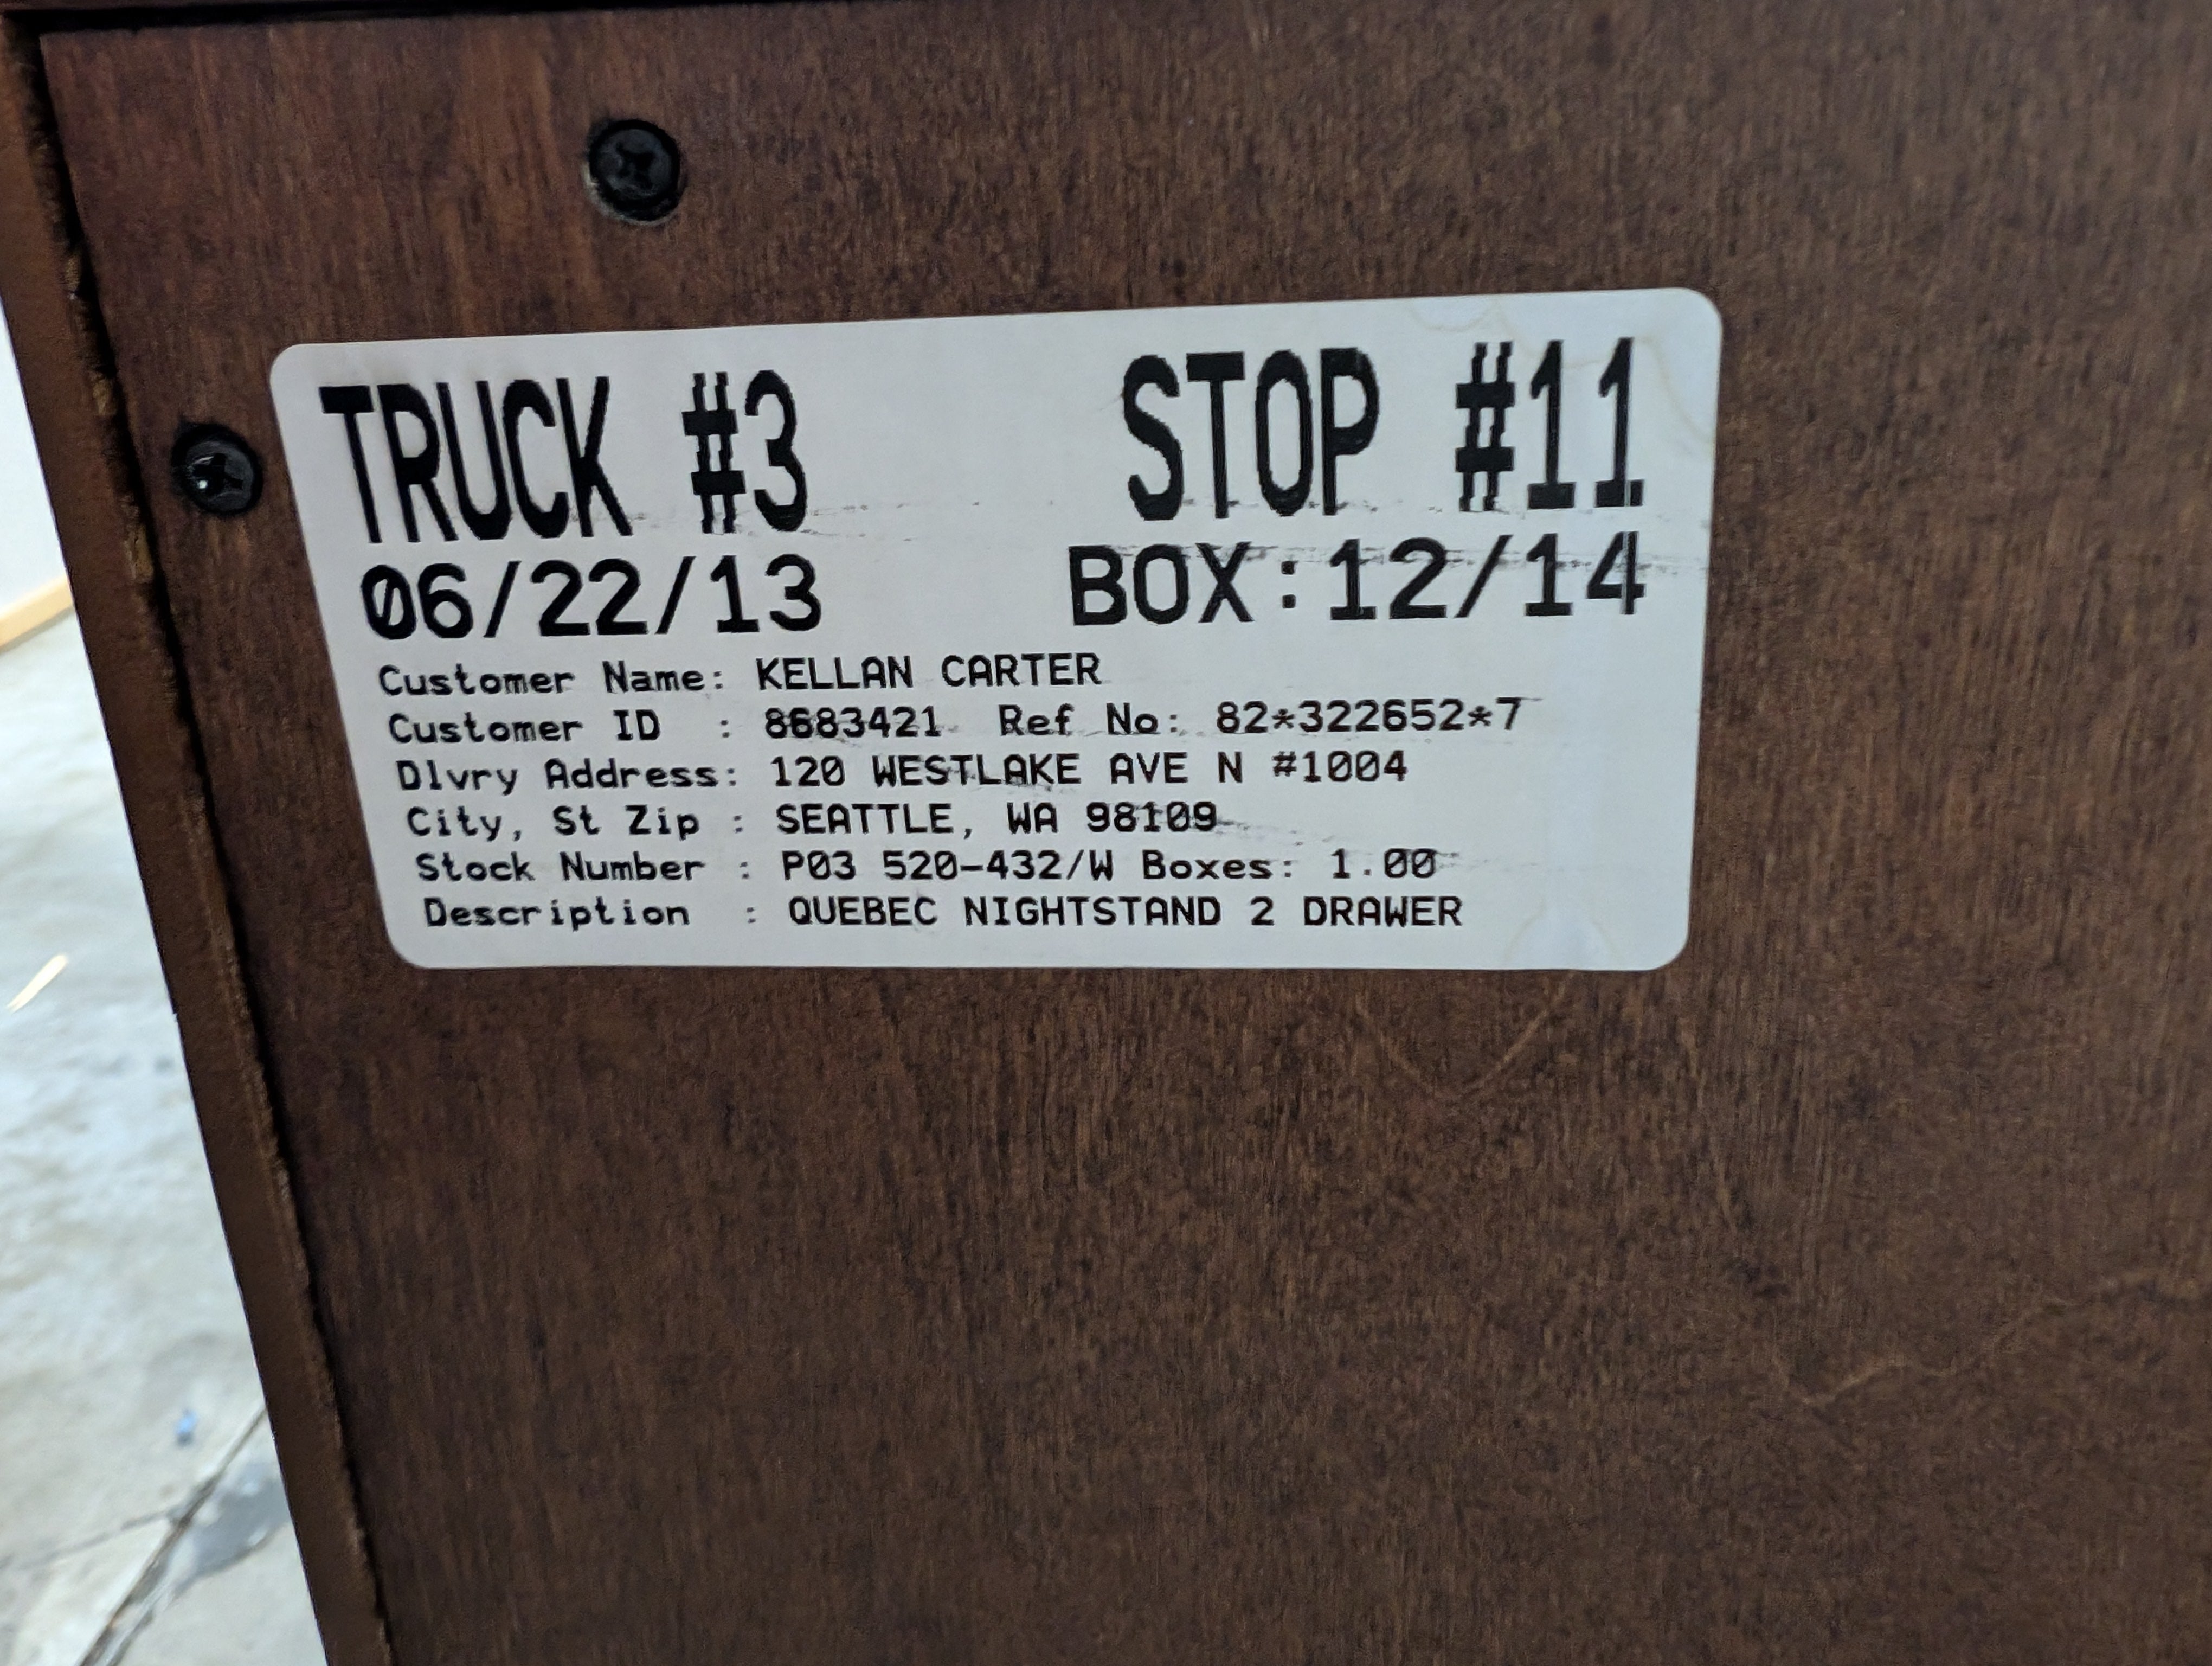 TRUCK #3 STOP #11
06/22/13 BOX:12/14
Customer Name: KELLAN CARTER
Customer ID : 8683421 Ref No: 82*322652*7
Dlvry Address: 120 WESTLAKE AVE N #1004
City, St Zip : SEATTLE, WA 98109
Stock Number : P03 520-432/W Boxes: 1.00
Description : QUEBEC NIGHTSTAND 2 DRAWER